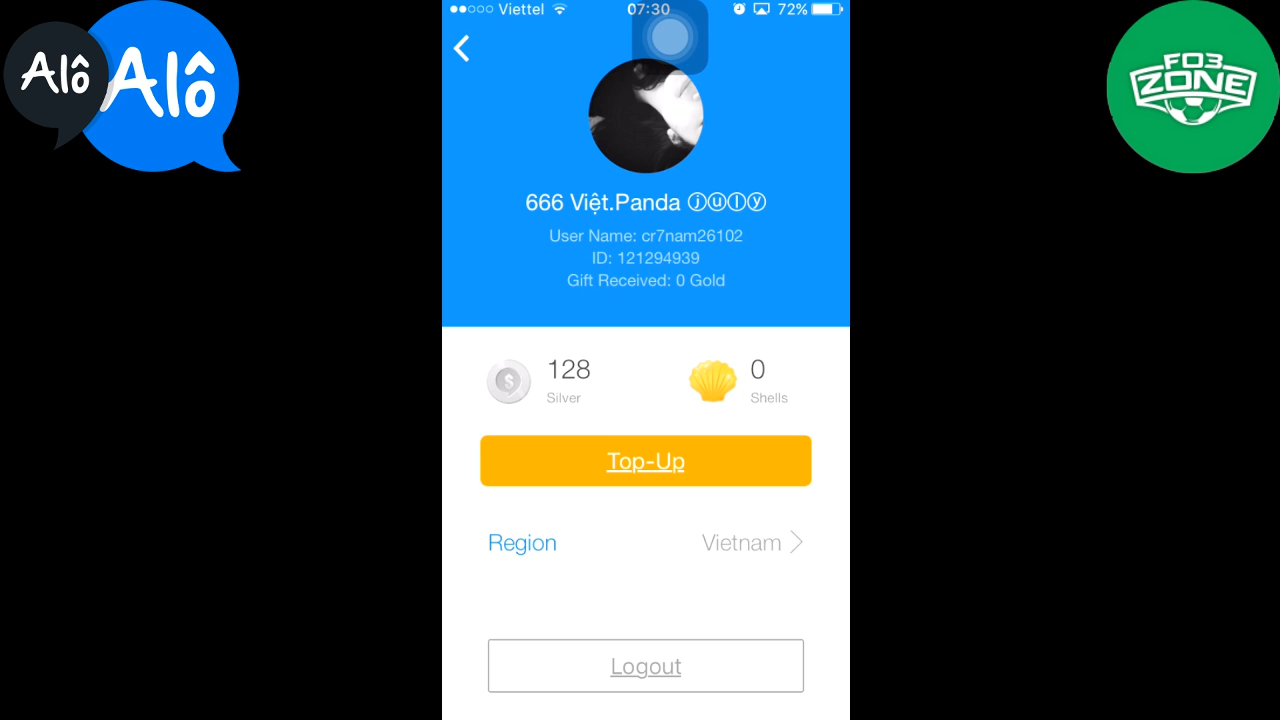 Alô Alô
FO3
ZONE
Viettel 07:30 72%
666 Việt.Panda ⓙⓤⓛⓨ
User Name: cr7nam26102
ID: 121294939
Gift Received: 0 Gold
128
Silver
0
Shells
Top-Up
Region Vietnam
Logout